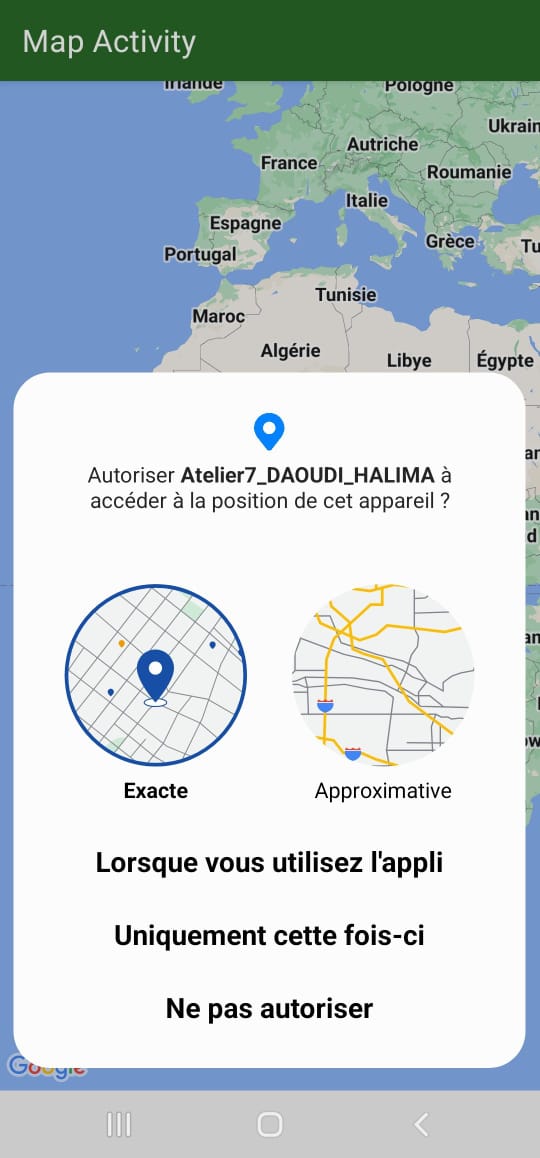 Map Activity
Irlande
Pologne
Ukrain
Autriche
France
Roumanie
Italie
Espagne
Grèce
Tu
Portugal
Tunisie
Maroc
Algérie
Libye
Égypte
Autoriser Atelier7_DAOUDI_HALIMA à
accéder à la position de cet appareil ?
Exacte
Approximative
Lorsque vous utilisez l'appli
Uniquement cette fois-ci
Ne pas autoriser
Google